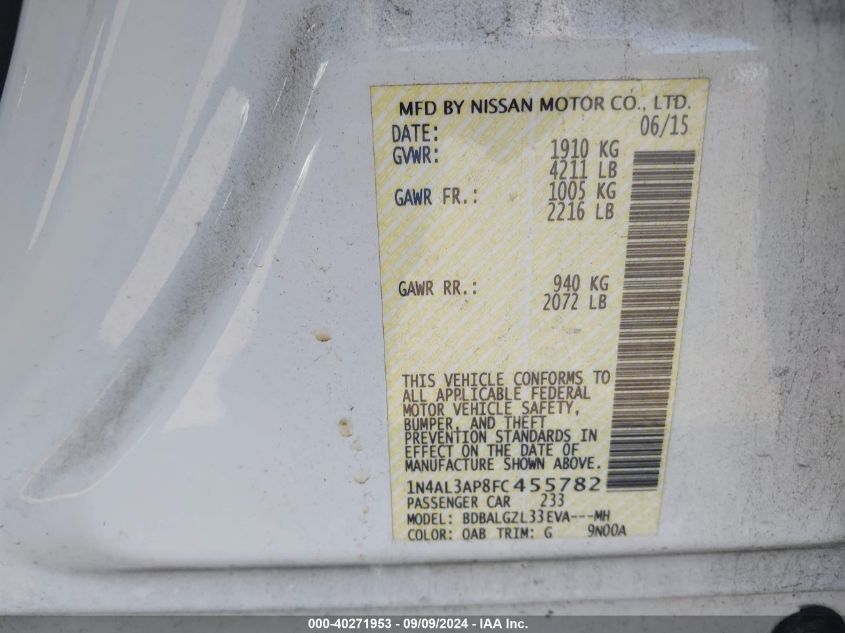 MFD BY NISSAN MOTOR CO., LTD.
DATE: 06/15
GVWR: 1910 KG
4211 LB
GAWR FR.: 1005 KG
2216 LB
GAWR RR.: 940 KG
2072 LB
THIS VEHICLE CONFORMS TO
ALL APPLICABLE FEDERAL
MOTOR VEHICLE SAFETY,
BUMPER, AND THEFT
PREVENTION STANDARDS IN
EFFECT ON THE DATE OF
MANUFACTURE SHOWN ABOVE.
1N4AL3AP8FC455782
PASSENGER CAR 233
MODEL: BDBALGZL33EVA---MH
COLOR: QAB TRIM: G 9N00A
000-40271953 / 09/09/2024 - IAA Inc.